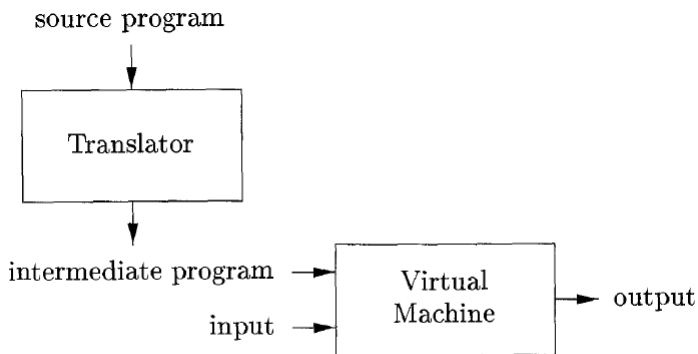 source program
Translator
intermediate program
Virtual
Machine
input
output